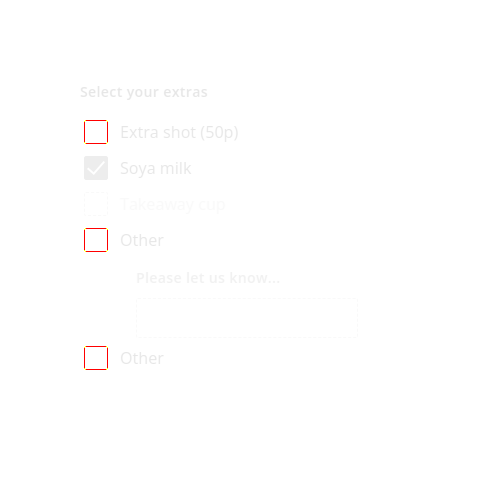 Select your extras
Extra shot (50p)
Soya milk
Takeaway cup
Other
Please let us know...
Other